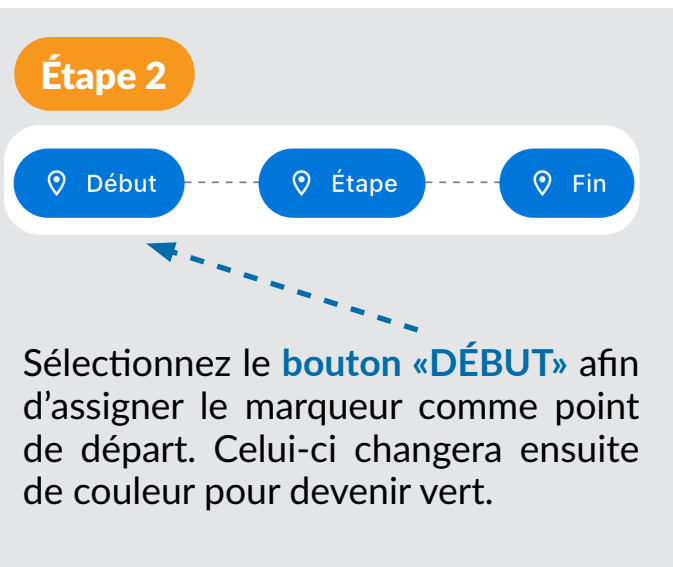 Étape 2
Début Étape Fin
Sélectionnez le bouton «DÉBUT» afin
d'assigner le marqueur comme point
de départ. Celui-ci changera ensuite
de couleur pour devenir vert.